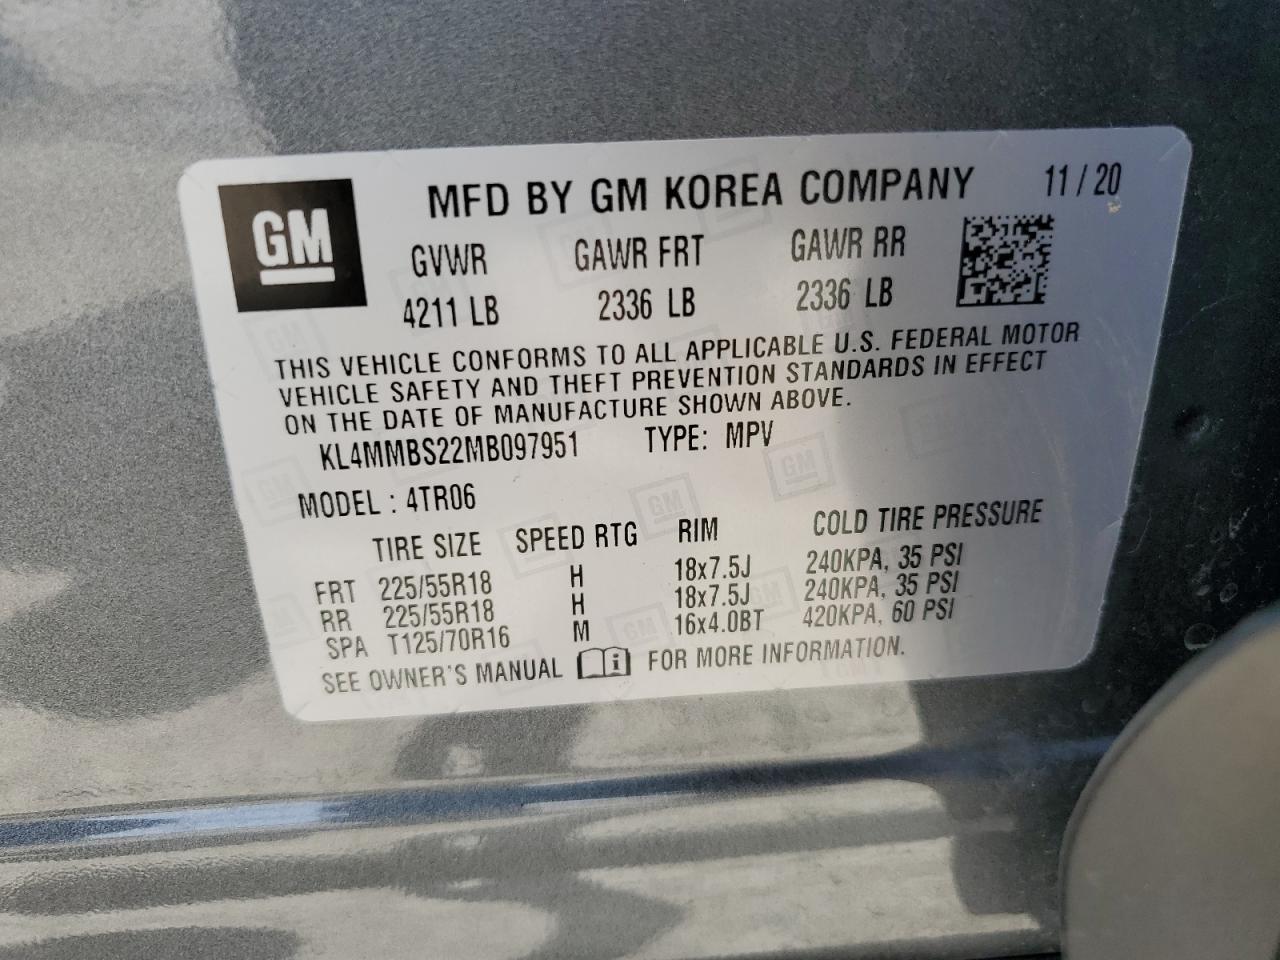 GM
MFD BY GM KOREA COMPANY 11 / 20
GVWR GAWR FRT GAWR RR
4211 LB 2336 LB 2336 LB
THIS VEHICLE CONFORMS TO ALL APPLICABLE U.S. FEDERAL MOTOR
VEHICLE SAFETY AND THEFT PREVENTION STANDARDS IN EFFECT
ON THE DATE OF MANUFACTURE SHOWN ABOVE.
KL4MMBS22MB097951 TYPE: MPV
MODEL : 4TR06
TIRE SIZE SPEED RTG RIM COLD TIRE PRESSURE
FRT 225/55R18 H 18x7.5J 240KPA, 35 PSI
RR 225/55R18 H 18x7.5J 240KPA, 35 PSI
SPA T125/70R16 M 16x4.0BT 420KPA, 60 PSI
SEE OWNER'S MANUAL i FOR MORE INFORMATION.